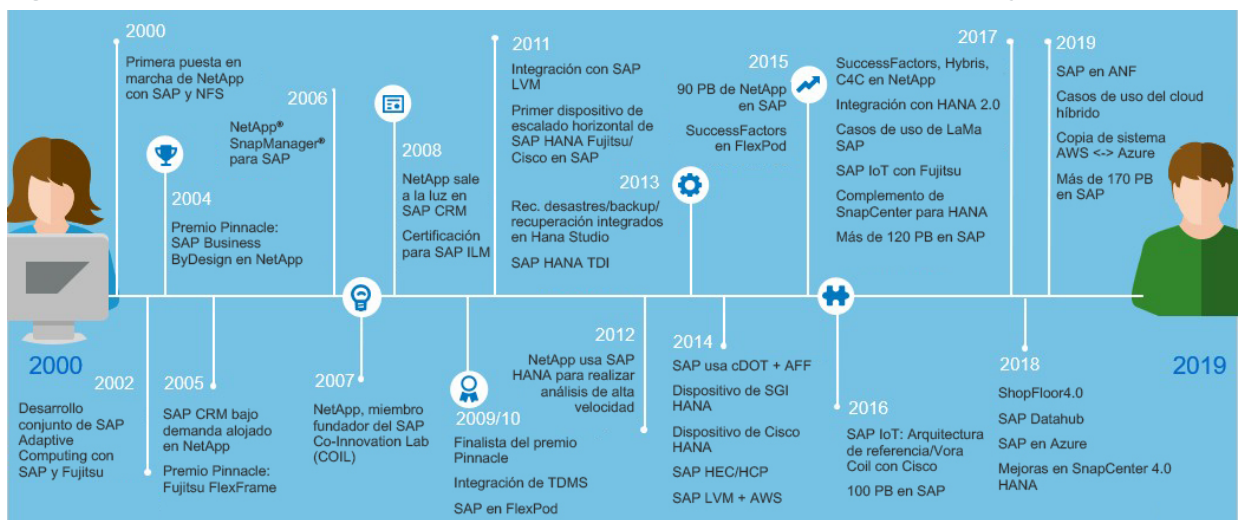 2000
Primera puesta en
marcha de NetApp
con SAP y NFS
2004
Premio Pinnacle:
SAP Business
ByDesign en NetApp
2006
NetApp®
SnapManager®
para SAP
2008
NetApp sale
a la luz en
SAP CRM
Certificación
para SAP ILM
2011
Integración con SAP
LVM
Primer dispositivo de
escalado horizontal de
SAP HANA Fujitsu/
Cisco en SAP
2013
Rec. desastres/backup/
recuperación integrados
en Hana Studio
SAP HANA TDI
2015
90 PB de NetApp
en SAP
SuccessFactors
en FlexPod
2017
SuccessFactors, Hybris,
C4C en NetApp
Integración con HANA 2.0
Casos de uso de LaMa
SAP
SAP IoT con Fujitsu
Complemento de
SnapCenter para HANA
Más de 120 PB en SAP
2019
SAP en ANF
Casos de uso del cloud
híbrido
Copia de sistema
AWS <-> Azure
Más de 170 PB
en SAP
2000
2002
Desarrollo
conjunto de SAP
Adaptive
Computing con
SAP y Fujitsu
2005
SAP CRM bajo
demanda alojado
en NetApp
Premio Pinnacle:
Fujitsu FlexFrame
2007
NetApp, miembro
fundador del SAP
Co-Innovation Lab
(COIL)
2009/10
Finalista del premio
Pinnacle
Integración de TDMS
SAP en FlexPod
2012
NetApp usa SAP
HANA para realizar
análisis de alta
velocidad
2014
SAP usa cDOT + AFF
Dispositivo de SGI
HANA
Dispositivo de Cisco
HANA
SAP HEC/HCP
SAP LVM + AWS
2016
SAP IoT: Arquitectura
de referencia/Vora
Coil con Cisco
100 PB en SAP
2018
ShopFloor4.0
SAP Datahub
SAP en Azure
Mejoras en SnapCenter 4.0
HANA
2019